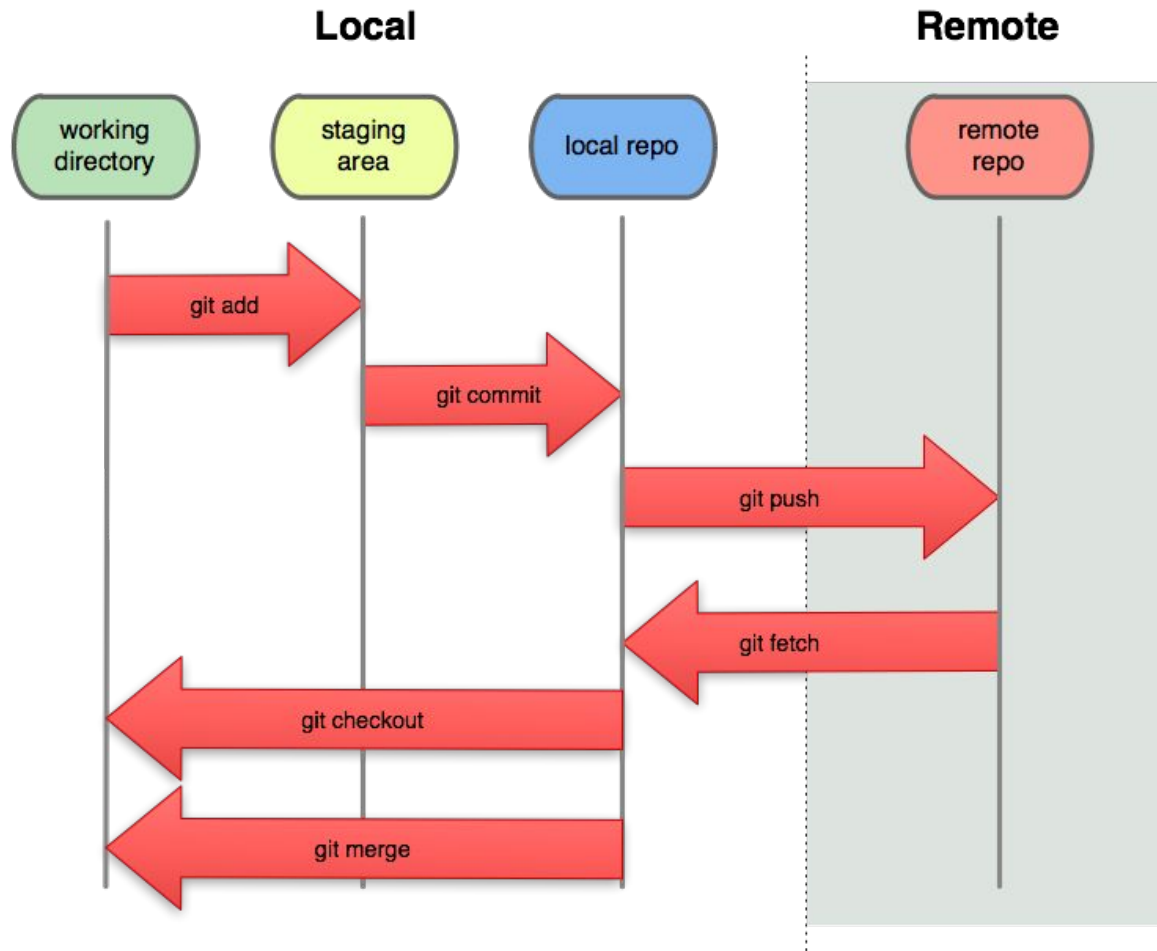 Local
Remote
working
directory
staging
area
local repo
remote
repo
git add
git commit
git push
git fetch
git checkout
git merge